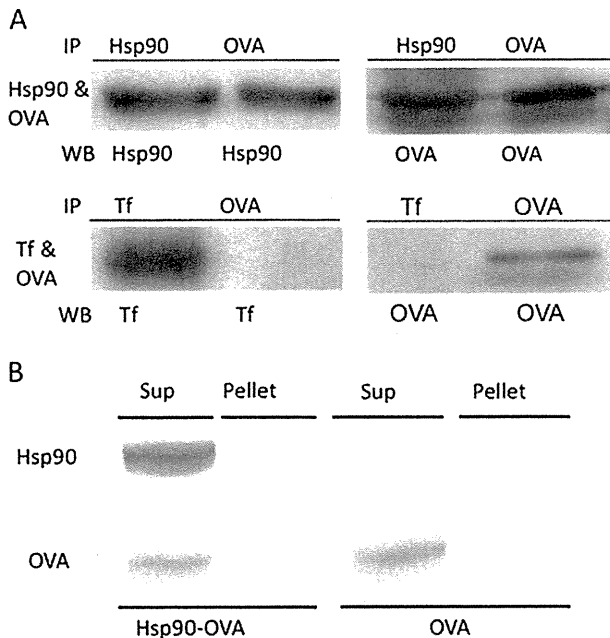 A
IP Hsp90 OVA Hsp90 OVA
Hsp90 &
OVA
WB Hsp90 Hsp90 OVA OVA
IP Tf OVA Tf OVA
Tf &
OVA
WB Tf Tf OVA OVA
B
Sup Pellet Sup Pellet
Hsp90
OVA
Hsp90-OVA OVA